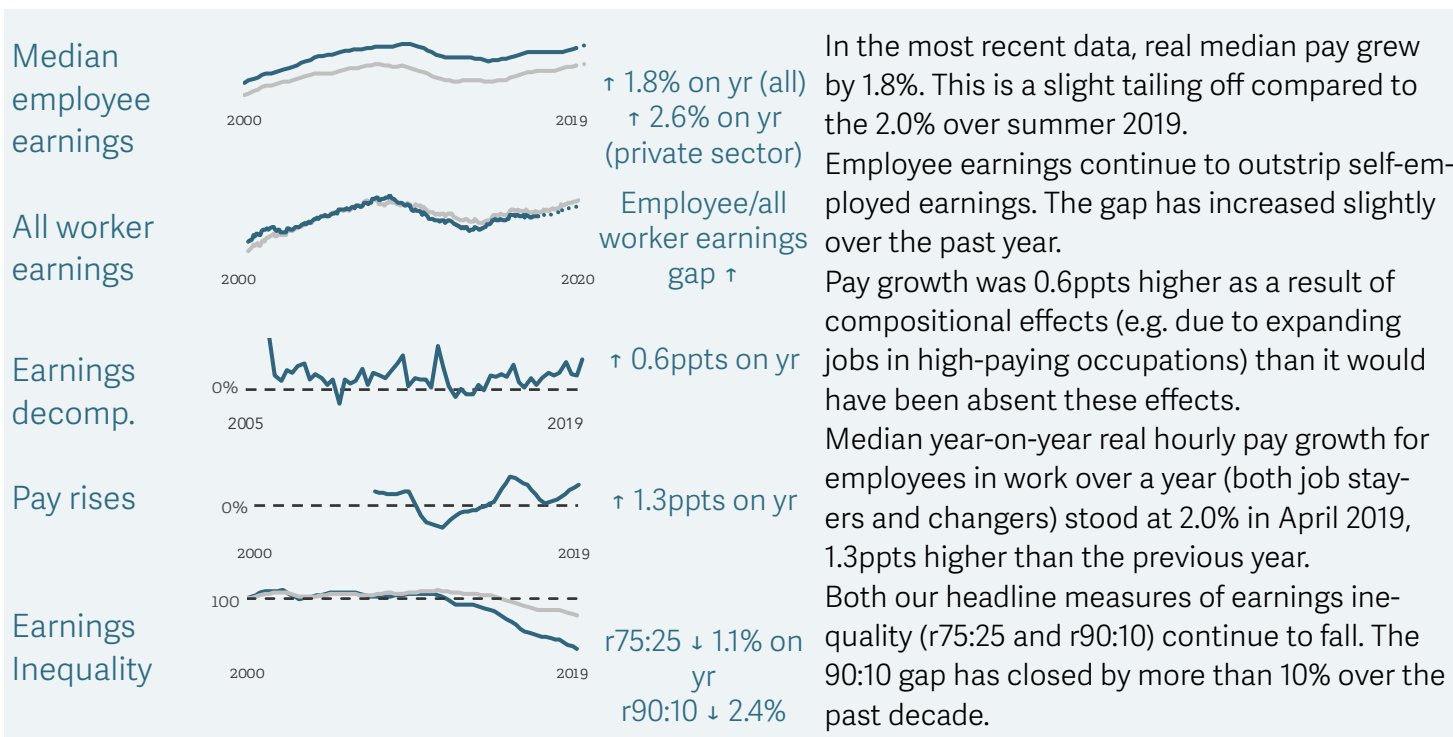 Median
employee
earnings
2000
2019
↑ 1.8% on yr (all)
↑ 2.6% on yr
(private sector)
In the most recent data, real median pay grew
by 1.8%. This is a slight tailing off compared to
the 2.0% over summer 2019.
All worker
earnings
2000
2020
Employee/all
worker earnings
gap ↑
Employee earnings continue to outstrip self-em-
ployed earnings. The gap has increased slightly
over the past year.
Earnings
decomp.
0%
2005
2019
↑ 0.6ppts on yr
Pay growth was 0.6ppts higher as a result of
compositional effects (e.g. due to expanding
jobs in high-paying occupations) than it would
have been absent these effects.
Pay rises
0%
2000
2019
↑ 1.3ppts on yr
Median year-on-year real hourly pay growth for
employees in work over a year (both job stay-
ers and changers) stood at 2.0% in April 2019,
1.3ppts higher than the previous year.
Earnings
Inequality
100
2000
2019
r75:25 ↓ 1.1% on
yr
r90:10 ↓ 2.4%
Both our headline measures of earnings ine-
quality (r75:25 and r90:10) continue to fall. The
90:10 gap has closed by more than 10% over the
past decade.